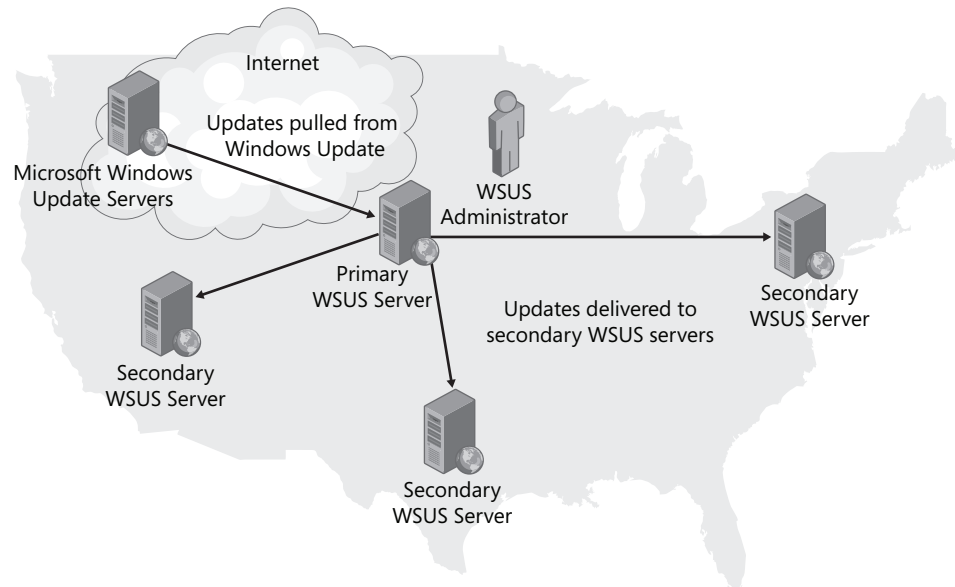 Internet
Updates pulled from
Windows Update
Microsoft Windows
Update Servers
WSUS
Administrator
Primary
WSUS Server
Secondary
WSUS Server
Updates delivered to
secondary WSUS servers
Secondary
WSUS Server
Secondary
WSUS Server